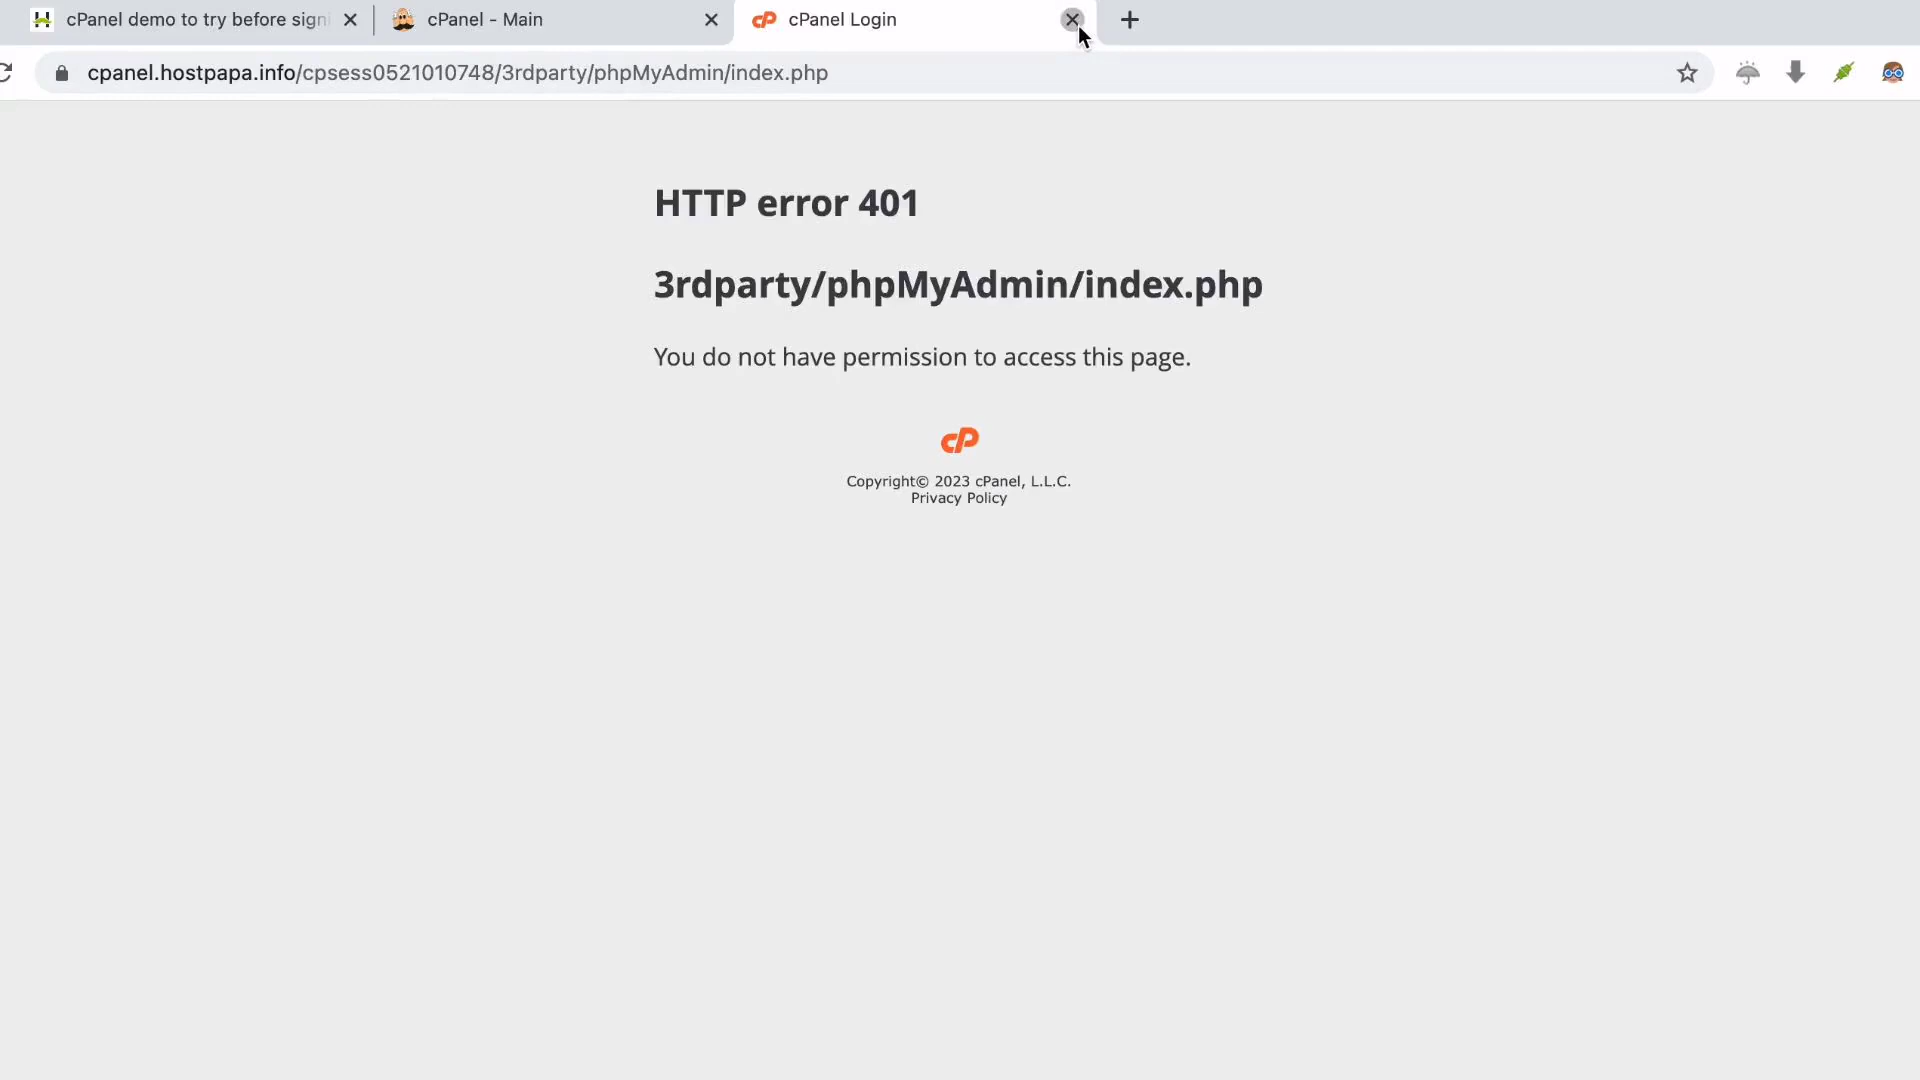 cPanel demo to try before sign
cPanel - Main
cPanel Login
cpanel.hostpapa.info/cpsess0521010748/3rdparty/phpMyAdmin/index.php
HTTP error 401
3rdparty/phpMyAdmin/index.php
You do not have permission to access this page.
cP
Copyright© 2023 cPanel, L.L.C.
Privacy Policy